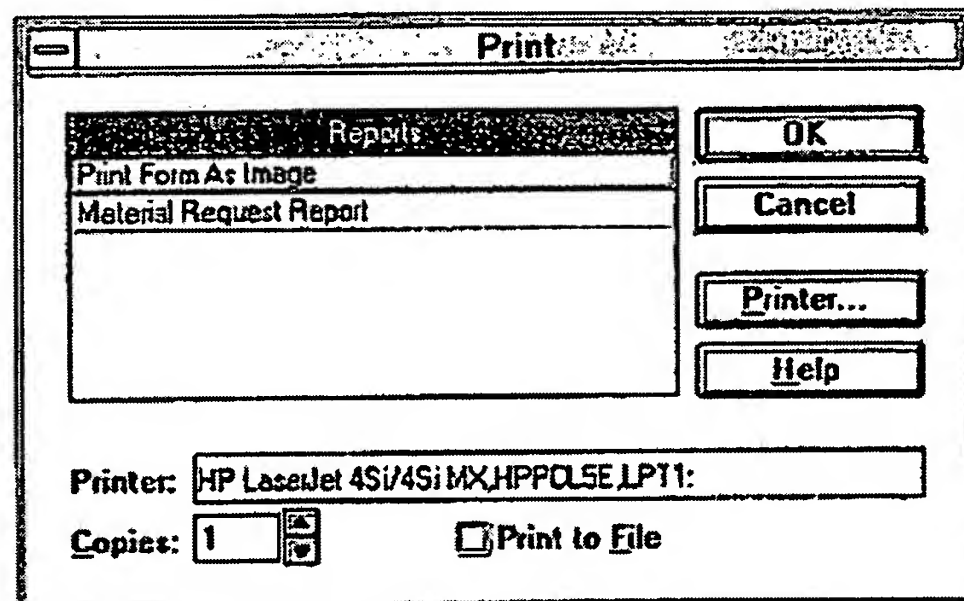 Print
Reports
Print Form As Image
Material Request Report
OK
Cancel
Printer...
Help
Printer: HP LaserJet 4Si/4Si MX,HPPCL5E,LPT1:
Copies: 1
Print to File